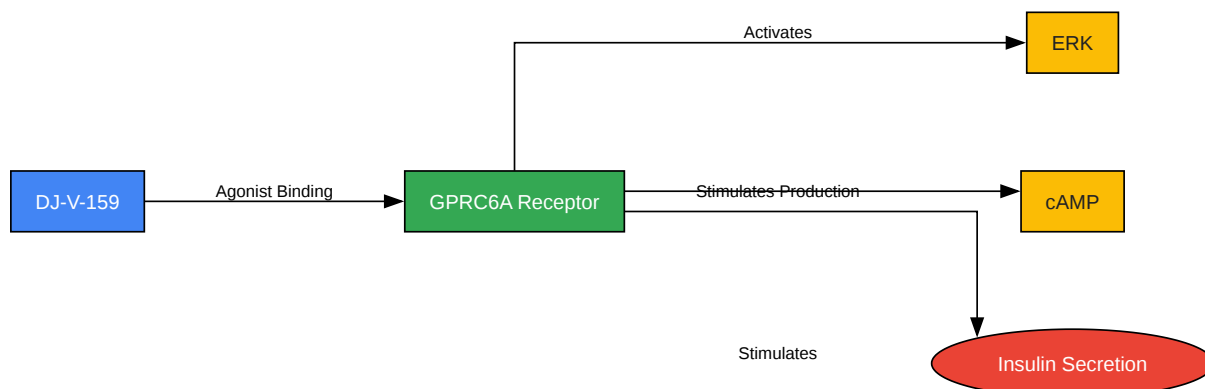 Activates
ERK
DJ-V-159
Agonist Binding
GPRC6A Receptor
Stimulates Production
cAMP
Stimulates
Insulin Secretion